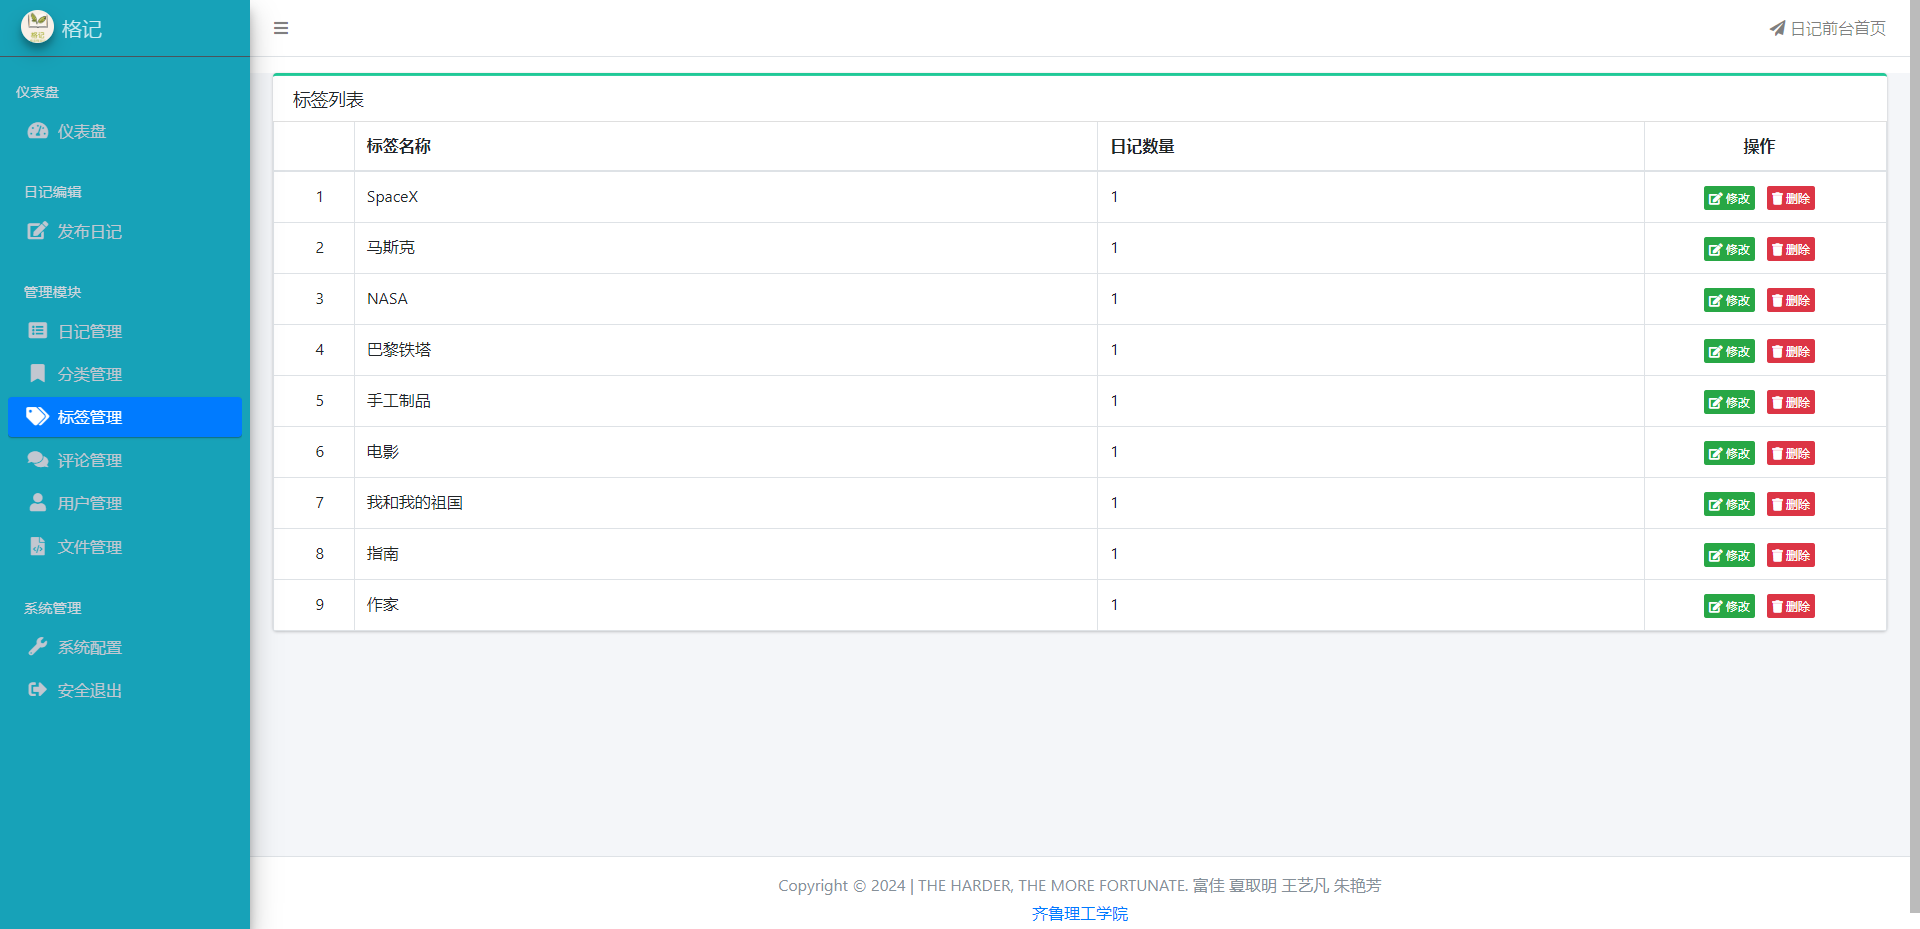 格记
日记前台首页
仪表盘
仪表盘
日记编辑
发布日记
管理模块
日记管理
分类管理
标签管理
评论管理
用户管理
文件管理
系统管理
系统配置
安全退出
标签列表
标签名称 日记数量 操作
1 SpaceX 1 修改 删除
2 马斯克 1 修改 删除
3 NASA 1 修改 删除
4 巴黎铁塔 1 修改 删除
5 手工制品 1 修改 删除
6 电影 1 修改 删除
7 我和我的祖国 1 修改 删除
8 指南 1 修改 删除
9 作家 1 修改 删除
Copyright © 2024 | THE HARDER, THE MORE FORTUNATE. 富佳 夏取明 王艺凡 朱艳芳
齐鲁理工学院